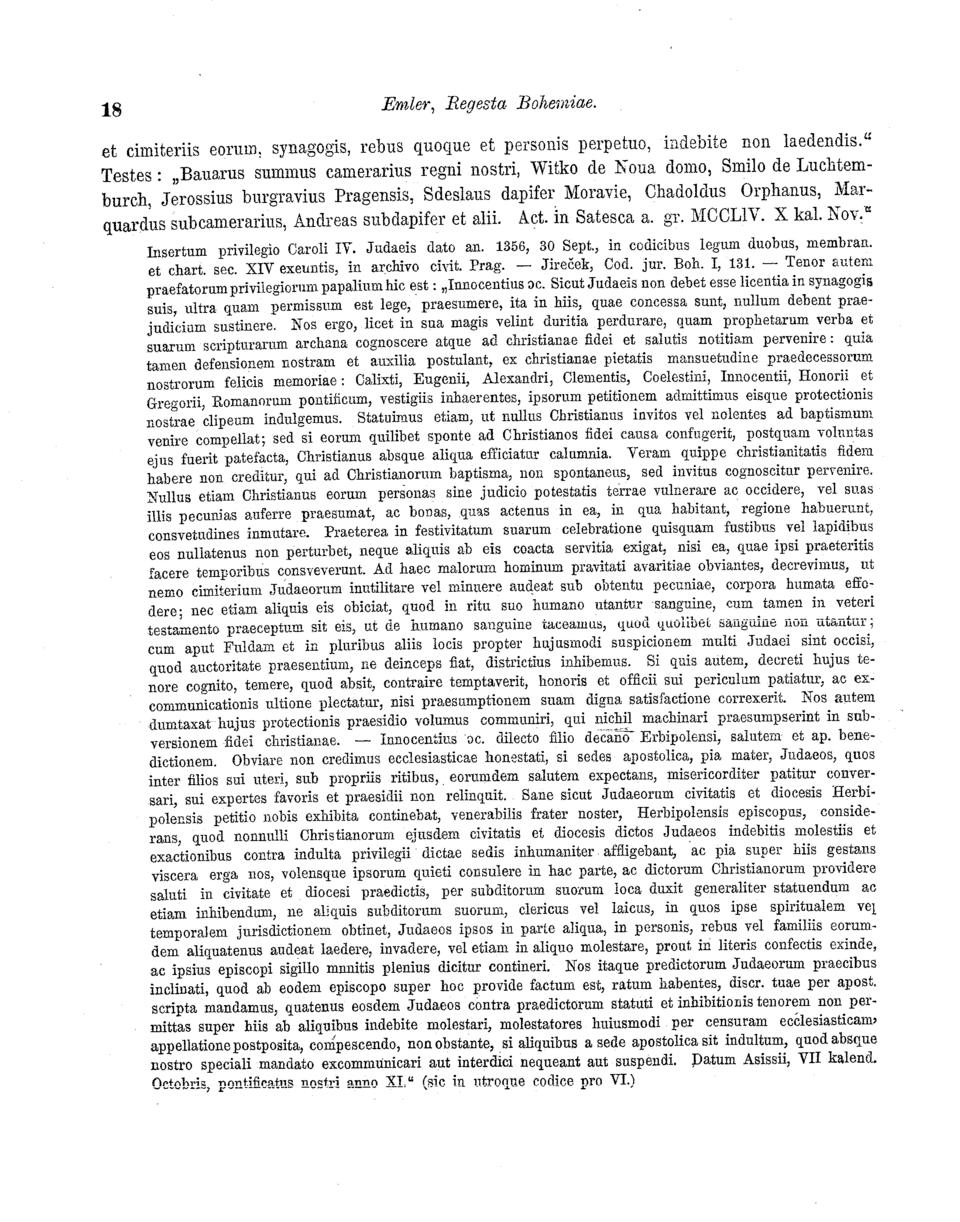 18
Emler, Regesta Bohemiae.
et cimiteriis eorum, synagogis, rebus quoque et personis perpetuo, indebite non laedendis.“
Testes: „Bauarus summus camerarius regni nostri, Witko de Noua domo, Smilo de Luchtem-
burch, Jerossius burgravius Pragensis, Sdeslaus dapifer Moravie, Chadoldus Orphanus, Mar-
quardus subcamerarius, Andreas subdapifer et alii. Act. in Satesca a. gr. MCCLIV. X kal. Nov.“
Insertum privilegio Caroli IV. Judaeis dato an. 1356, 30 Sept., in codicibus legum duobus, membran.
et chart. sec. XIV exeuntis, in archivo civit. Prag. — Jireček, Cod. jur. Boh. I, 131. — Tenor autem
praefatorum privilegiorum papalium hic est: „Innocentius ɔc. Sicut Judaeis non debet esse licentia in synagogis
suis, ultra quam permissum est lege, praesumere, ita in hiis, quae concessa sunt, nullum debent prae-
judicium sustinere. Nos ergo, licet in sua magis velint duritia perdurare, quam prophetarum verba et
suarum scripturarum archana cognoscere atque ad christianae fidei et salutis notitiam pervenire: quia
tamen defensionem nostram et auxilia postulant, ex christianae pietatis mansuetudine praedecessorum
nostrorum felicis memoriae: Calixti, Eugenii, Alexandri, Clementis, Coelestini, Innocentii, Honorii et
Gregorii, Romanorum pontificum, vestigiis inhaerentes, ipsorum petitionem admittimus eisque protectionis
nostrae clipeum indulgemus. Statuimus etiam, ut nullus Christianus invitos vel nolentes ad baptismum
venire compellat; sed si eorum quilibet sponte ad Christianos fidei causa confugerit, postquam voluntas
ejus fuerit patefacta, Christianus absque aliqua efficiatur calumnia. Veram quippe christianitatis fidem
habere non creditur, qui ad Christianorum baptisma, non spontaneus, sed invitus cognoscitur pervenire.
Nullus etiam Christianus eorum personas sine judicio potestatis terrae vulnerare ac occidere, vel suas
illis pecunias auferre praesumat, ac bonas, quas actenus in ea, in qua habitant, regione habuerunt,
consvetudines inmutare. Praeterea in festivitatum suarum celebratione quisquam fustibus vel lapidibus
eos nullatenus non perturbet, neque aliquis ab eis coacta servitia exigat, nisi ea, quae ipsi praeteritis
facere temporibus consveverunt. Ad haec malorum hominum pravitati avaritiae obviantes, decrevimus, ut
nemo cimiterium Judaeorum inutilitare vel minuere audeat sub obtentu pecuniae, corpora humata effo-
dere; nec etiam aliquis eis obiciat, quod in ritu suo humano utantur sanguine, cum tamen in veteri
testamento praeceptum sit eis, ut de humano sanguine taceamus, quod quolibet sanguine non utantur;
cum aput Fuldam et in pluribus aliis locis propter hujusmodi suspicionem multi Judaei sint occisi,
quod auctoritate praesentium, ne deinceps fiat, districtius inhibemus. Si quis autem, decreti hujus te-
nore cognito, temere, quod absit, contraire temptaverit, honoris et officii sui periculum patiatur, ac ex-
communicationis ultione plectatur, nisi praesumptionem suam digna satisfactione correxerit. Nos autem
dumtaxat hujus protectionis praesidio volumus communiri, qui nichil machinari praesumpserint in sub-
versionem fidei christianae. — Innocentius ɔc. dilecto filio decano Erbipolensi, salutem et ap. bene-
dictionem. Obviare non credimus ecclesiasticae honestati, si sedes apostolica, pia mater, Judaeos, quos
inter filios sui uteri, sub propriis ritibus, eorumdem salutem expectans, misericorditer patitur conver-
sari, sui expertes favoris et praesidii non relinquit. Sane sicut Judaeorum civitatis et diocesis Herbi-
polensis petitio nobis exhibita continebat, venerabilis frater noster, Herbipolensis episcopus, conside-
rans, quod nonnulli Christianorum ejusdem civitatis et diocesis dictos Judaeos indebitis molestiis et
exactionibus contra indulta privilegii dictae sedis inhumaniter affligebant, ac pia super hiis gestans
viscera erga nos, volensque ipsorum quieti consulere in hac parte, ac dictorum Christianorum providere
saluti in civitate et diocesi praedictis, per subditorum suorum loca duxit generaliter statuendum ac
etiam inhibendum, ne aliquis subditorum suorum, clericus vel laicus, in quos ipse spiritualem vel
temporalem jurisdictionem obtinet, Judaeos ipsos in parte aliqua, in personis, rebus vel familiis eorum-
dem aliquatenus audeat laedere, invadere, vel etiam in aliquo molestare, prout in literis confectis exinde,
ac ipsius episcopi sigillo mnnitis plenius dicitur contineri. Nos itaque predictorum Judaeorum praecibus
inclinati, quod ab eodem episcopo super hoc provide factum est, ratum habentes, discr. tuae per apost.
scripta mandamus, quatenus eosdem Judaeos contra praedictorum statuti et inhibitionis tenorem non per-
mittas super hiis ab aliquibus indebite molestari, molestatores huiusmodi per censuram ecclesiasticam,
appellatione postposita, compescendo, non obstante, si aliquibus a sede apostolica sit indultum, quod absque
nostro speciali mandato excommunicari aut interdici nequeant aut suspendi. Datum Asissii, VII kalend.
Octobris, pontificatus nostri anno XI.“ (sic in utroque codice pro VI.)